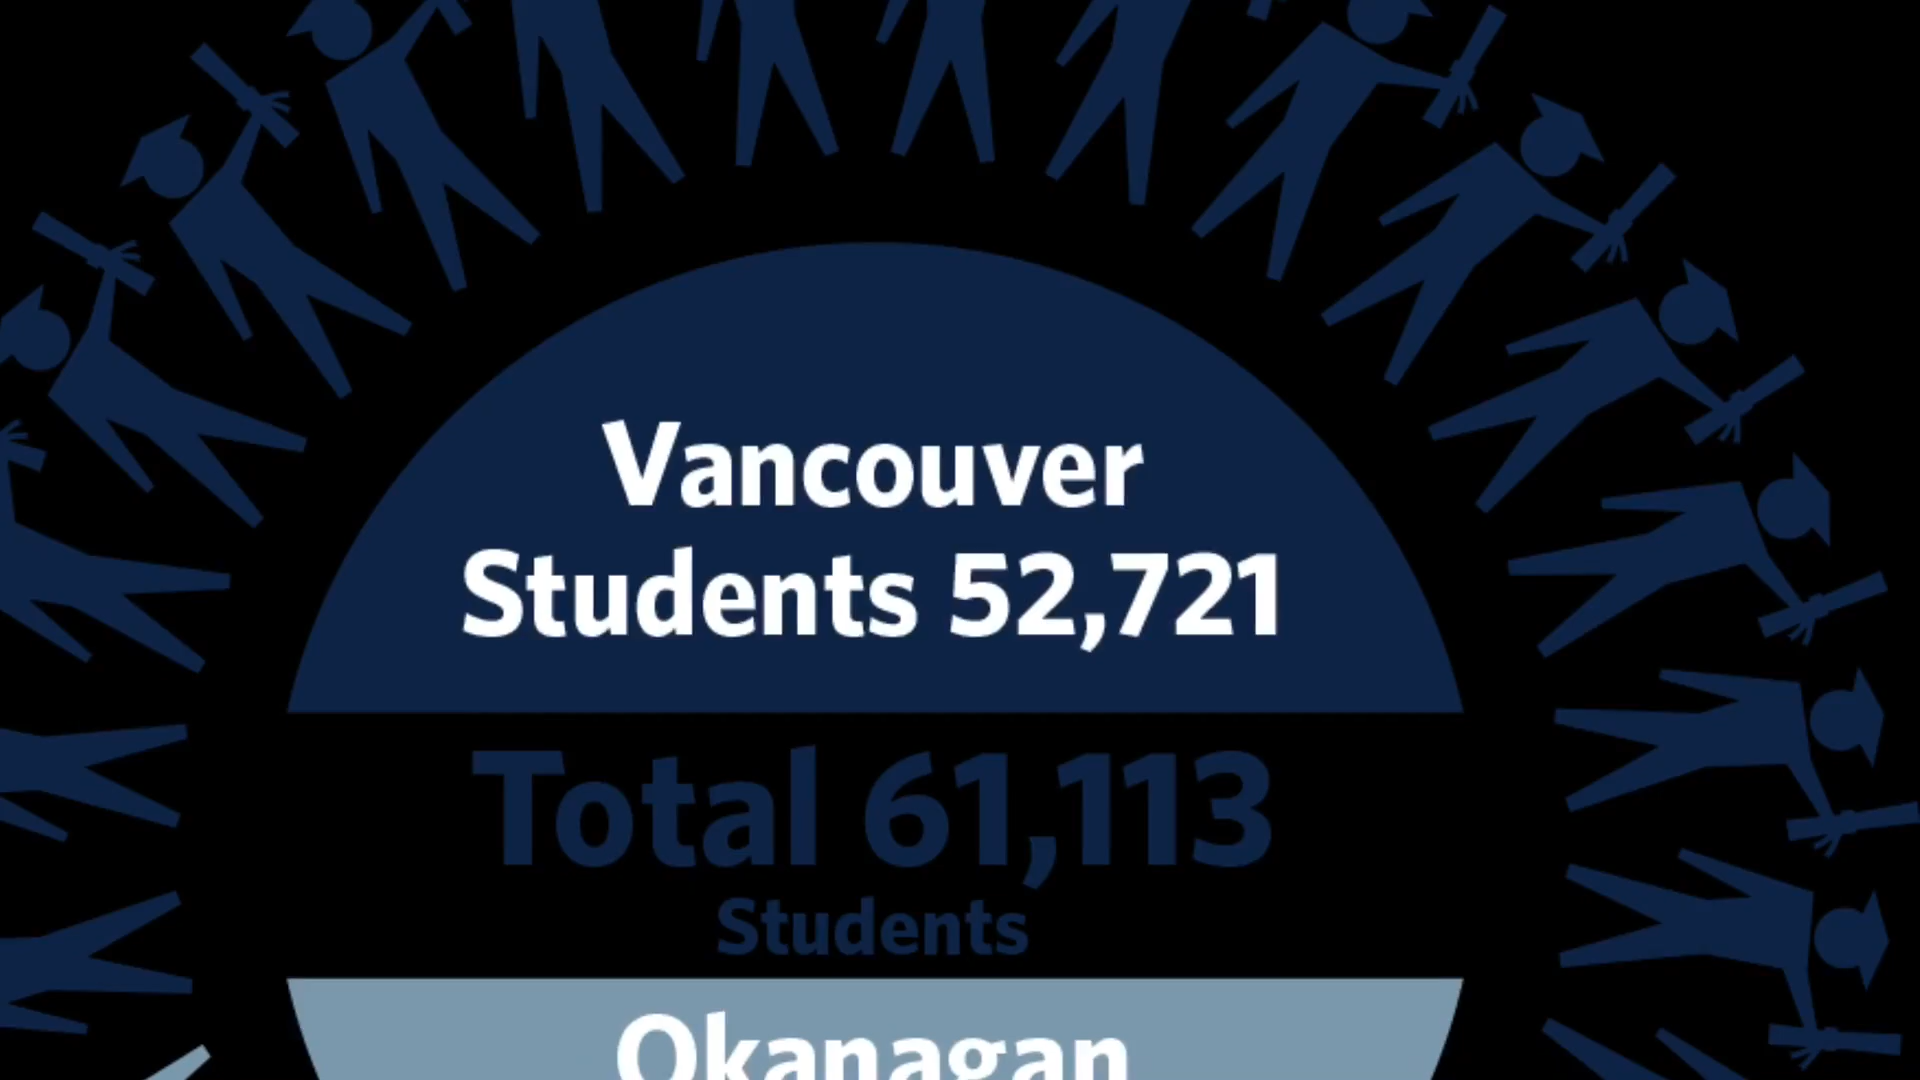 Vancouver
Students 52,721
Total 61,113
Students
Okanagan